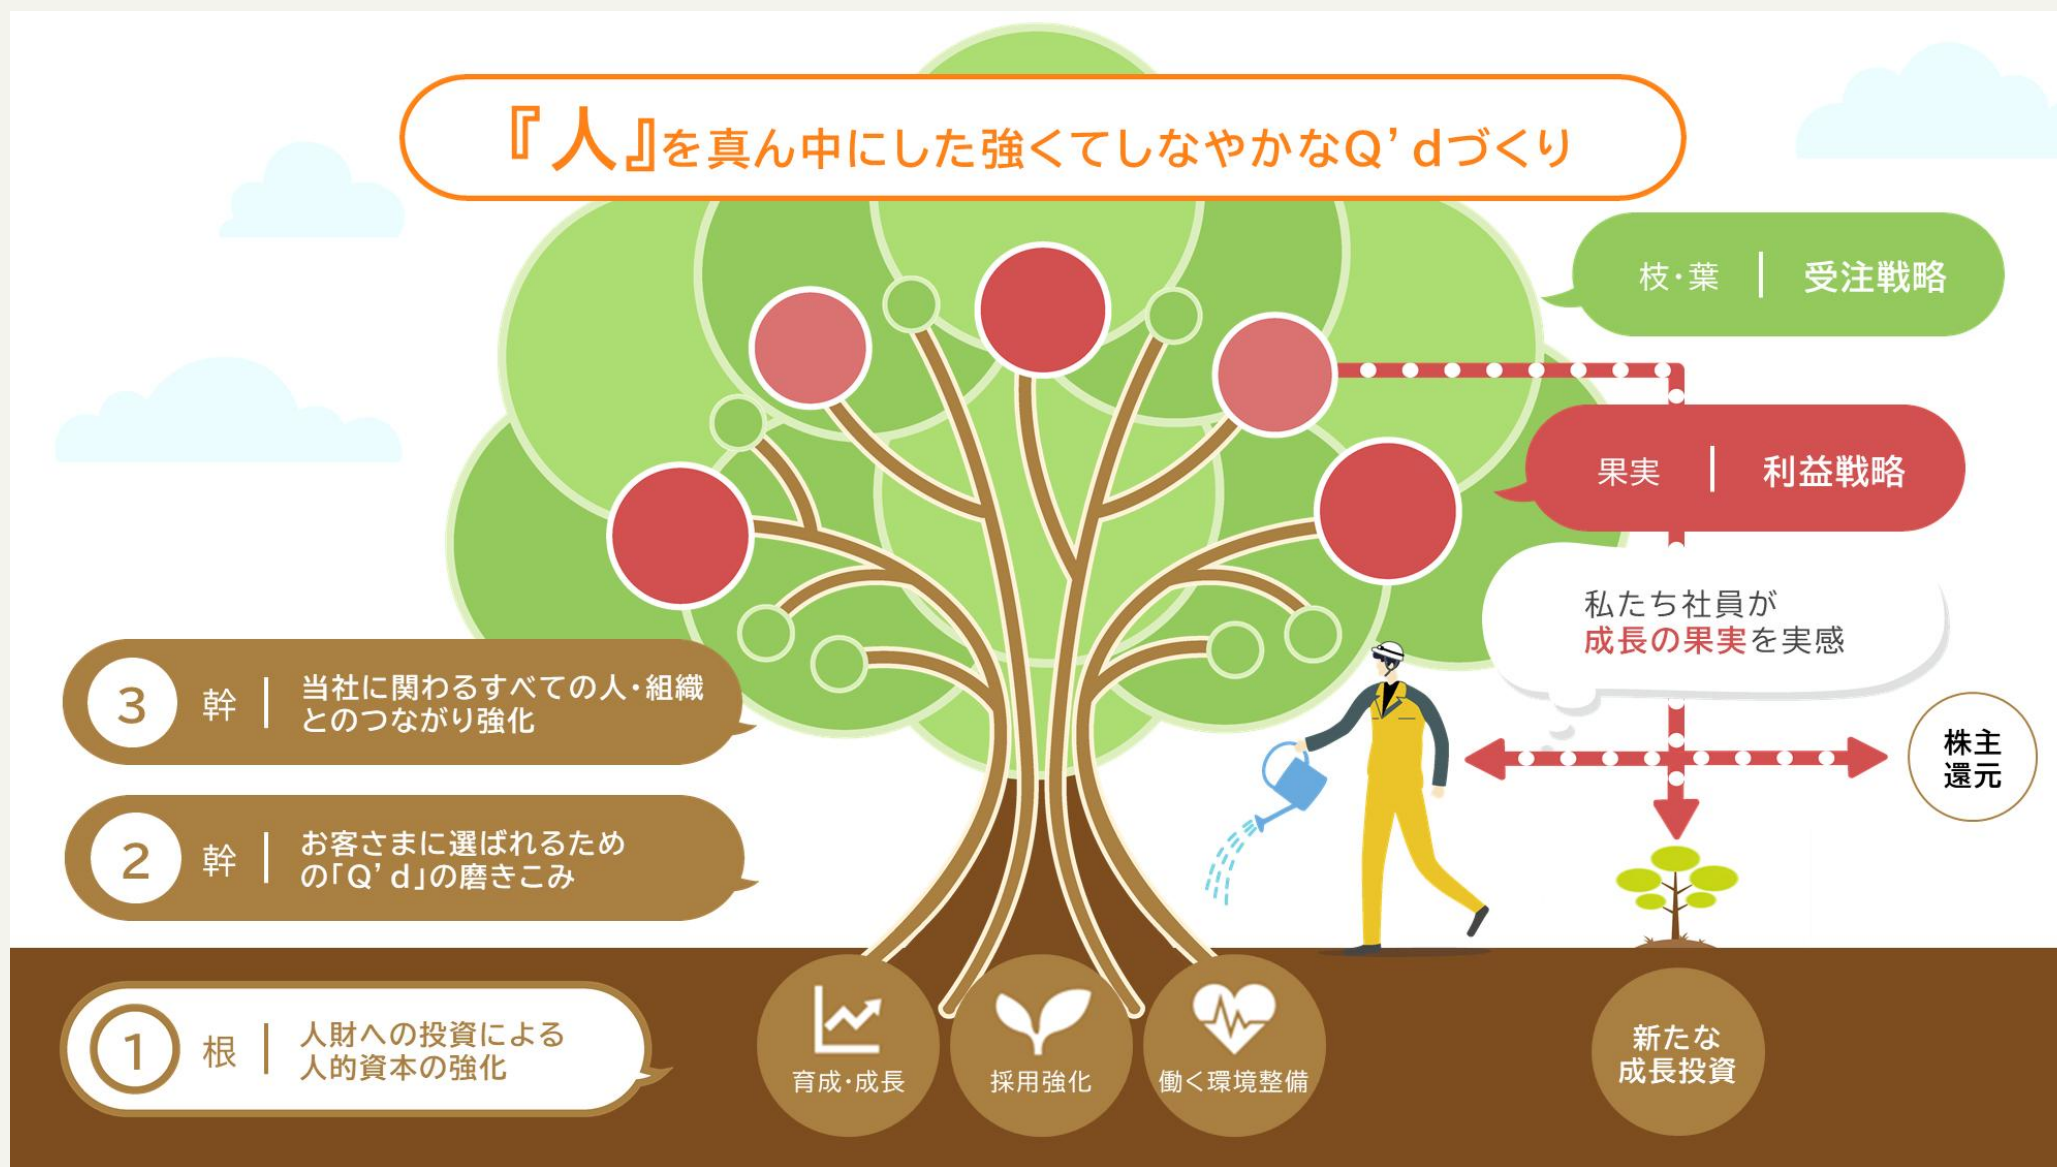 『人』を真ん中にした強くてしなやかなQ’dづくり
枝・葉 | 受注戦略
果実 | 利益戦略
私たち社員が
成長の果実を実感
株主
還元
3 幹 | 当社に関わるすべての人・組織
とのつながり強化
2 幹 | お客さまに選ばれるため
の「Q’d」の磨きこみ
1 根 | 人財への投資による
人的資本の強化
育成・成長
採用強化
働く環境整備
新たな
成長投資